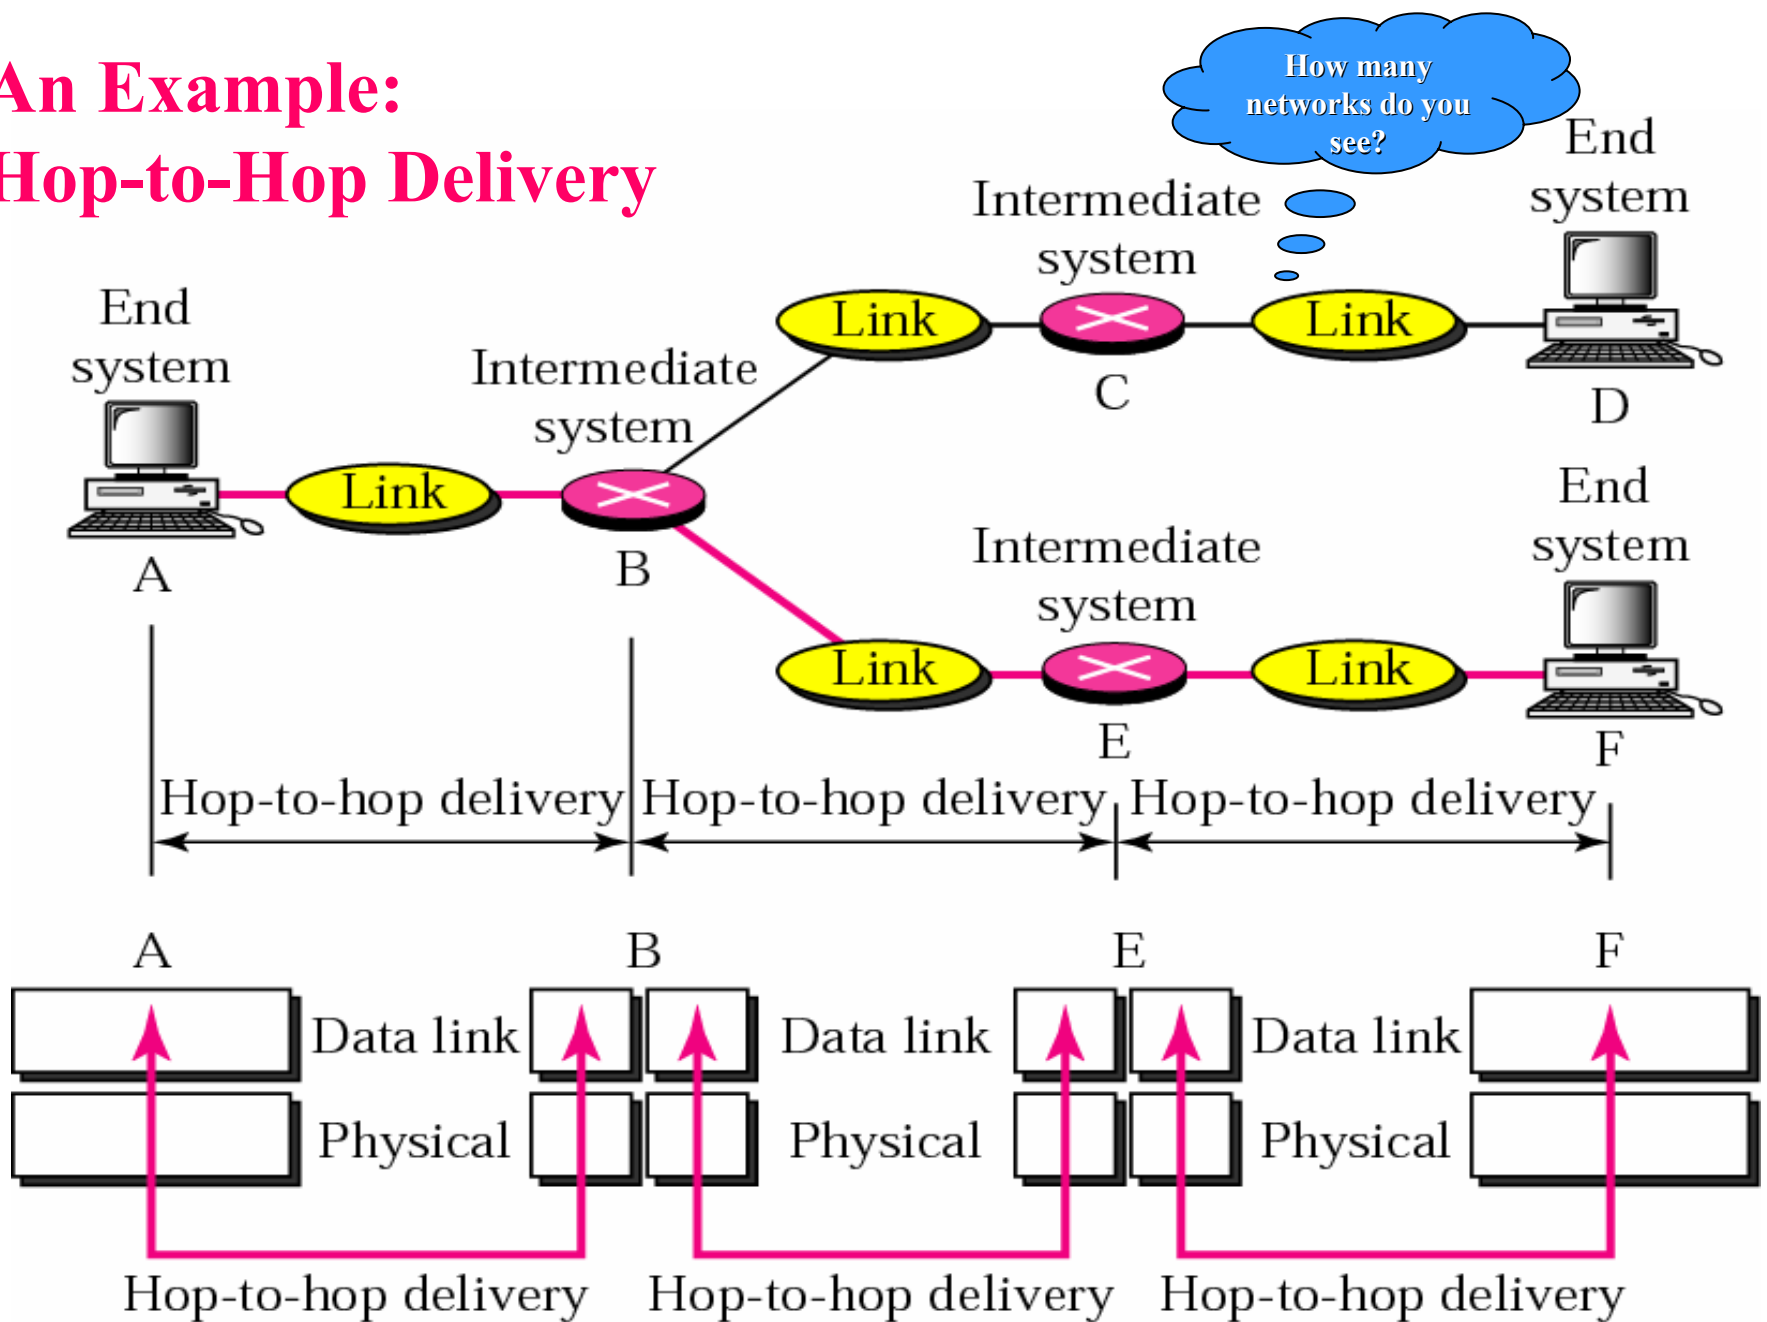 An Example:
Hop-to-Hop Delivery
How many
networks do you
see?
End
system
Intermediate
system
Link
Link
C
D
End
system
Intermediate
system
Link
A
B
End
system
Intermediate
system
Link
Link
E
F
Hop-to-hop delivery
Hop-to-hop delivery
Hop-to-hop delivery
A
B
E
F
Data link
Data link
Data link
Physical
Physical
Physical
Hop-to-hop delivery
Hop-to-hop delivery
Hop-to-hop delivery